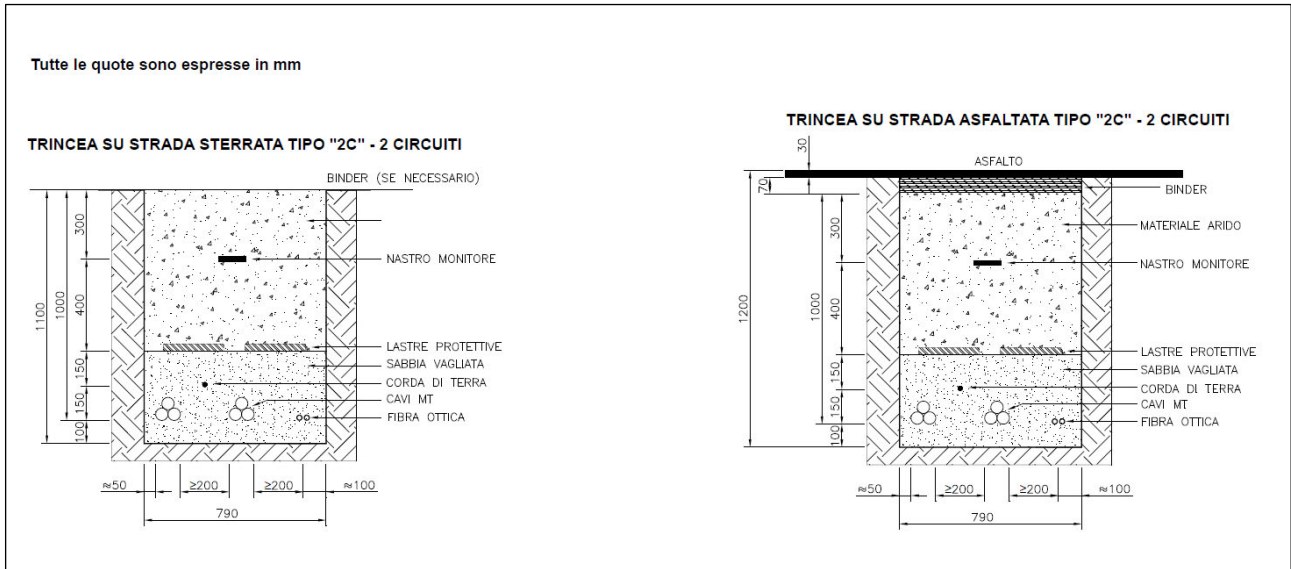 Tutte le quote sono espresse in mm
TRINCEA SU STRADA STERRATA TIPO "2C" - 2 CIRCUITI
BINDER (SE NECESSARIO)
300
NASTRO MONITORE
400
1000
1100
LASTRE PROTETTIVE
SABBIA VAGLIATA
150
CORDA DI TERRA
CAVI MT
150
FIBRA OTTICA
100
≈50
≥200
≥200
≈100
790
TRINCEA SU STRADA ASFALTATA TIPO "2C" - 2 CIRCUITI
30
ASFALTO
70
BINDER
300
MATERIALE ARIDO
NASTRO MONITORE
400
1000
1200
LASTRE PROTETTIVE
SABBIA VAGLIATA
150
CORDA DI TERRA
CAVI MT
150
FIBRA OTTICA
100
≈50
≥200
≥200
≈100
790